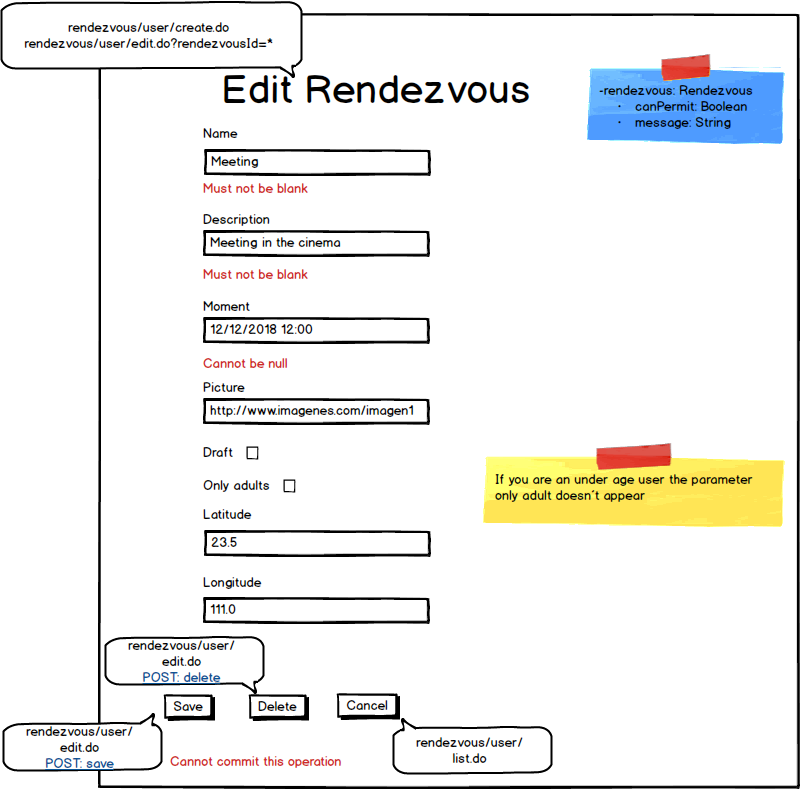 rendezvous/user/create.do
rendezvous/user/edit.do?rendezvousId=*
Edit Rendezvous
-rendezvous: Rendezvous
• canPermit: Boolean
• message: String
Name
Meeting
Must not be blank
Description
Meeting in the cinema
Must not be blank
Moment
12/12/2018 12:00
Cannot be null
Picture
http://www.imagenes.com/imagen1
Draft
Only adults
If you are an under age user the parameter
only adult doesn´t appear
Latitude
23.5
Longitude
111.0
rendezvous/user/
edit.do
POST: delete
Save
Delete
Cancel
rendezvous/user/
edit.do
POST: save
rendezvous/user/
list.do
Cannot commit this operation